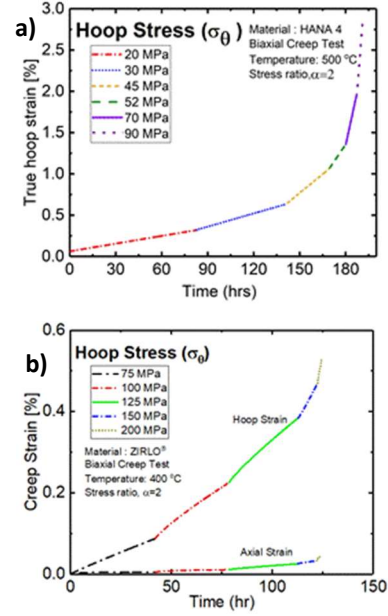 a)
Hoop Stress (σθ)
Material : HANA 4
Biaxial Creep Test
Temperature: 500 °C
Stress ratio,α=2
20 MPa
30 MPa
45 MPa
52 MPa
70 MPa
90 MPa
True hoop strain [%]
3.0
2.5
2.0
1.5
1.0
0.5
0.0
0 30 60 90 120 150 180
Time (hrs)
b)
Hoop Stress (σθ)
75 MPa
100 MPa
125 MPa
150 MPa
200 MPa
Material : ZIRLO®
Biaxial Creep Test
Temperature: 400 °C
Stress ratio, α=2
Hoop Strain
Axial Strain
Creep Strain [%]
0.6
0.4
0.2
0.0
0 50 100 150
Time (hr)